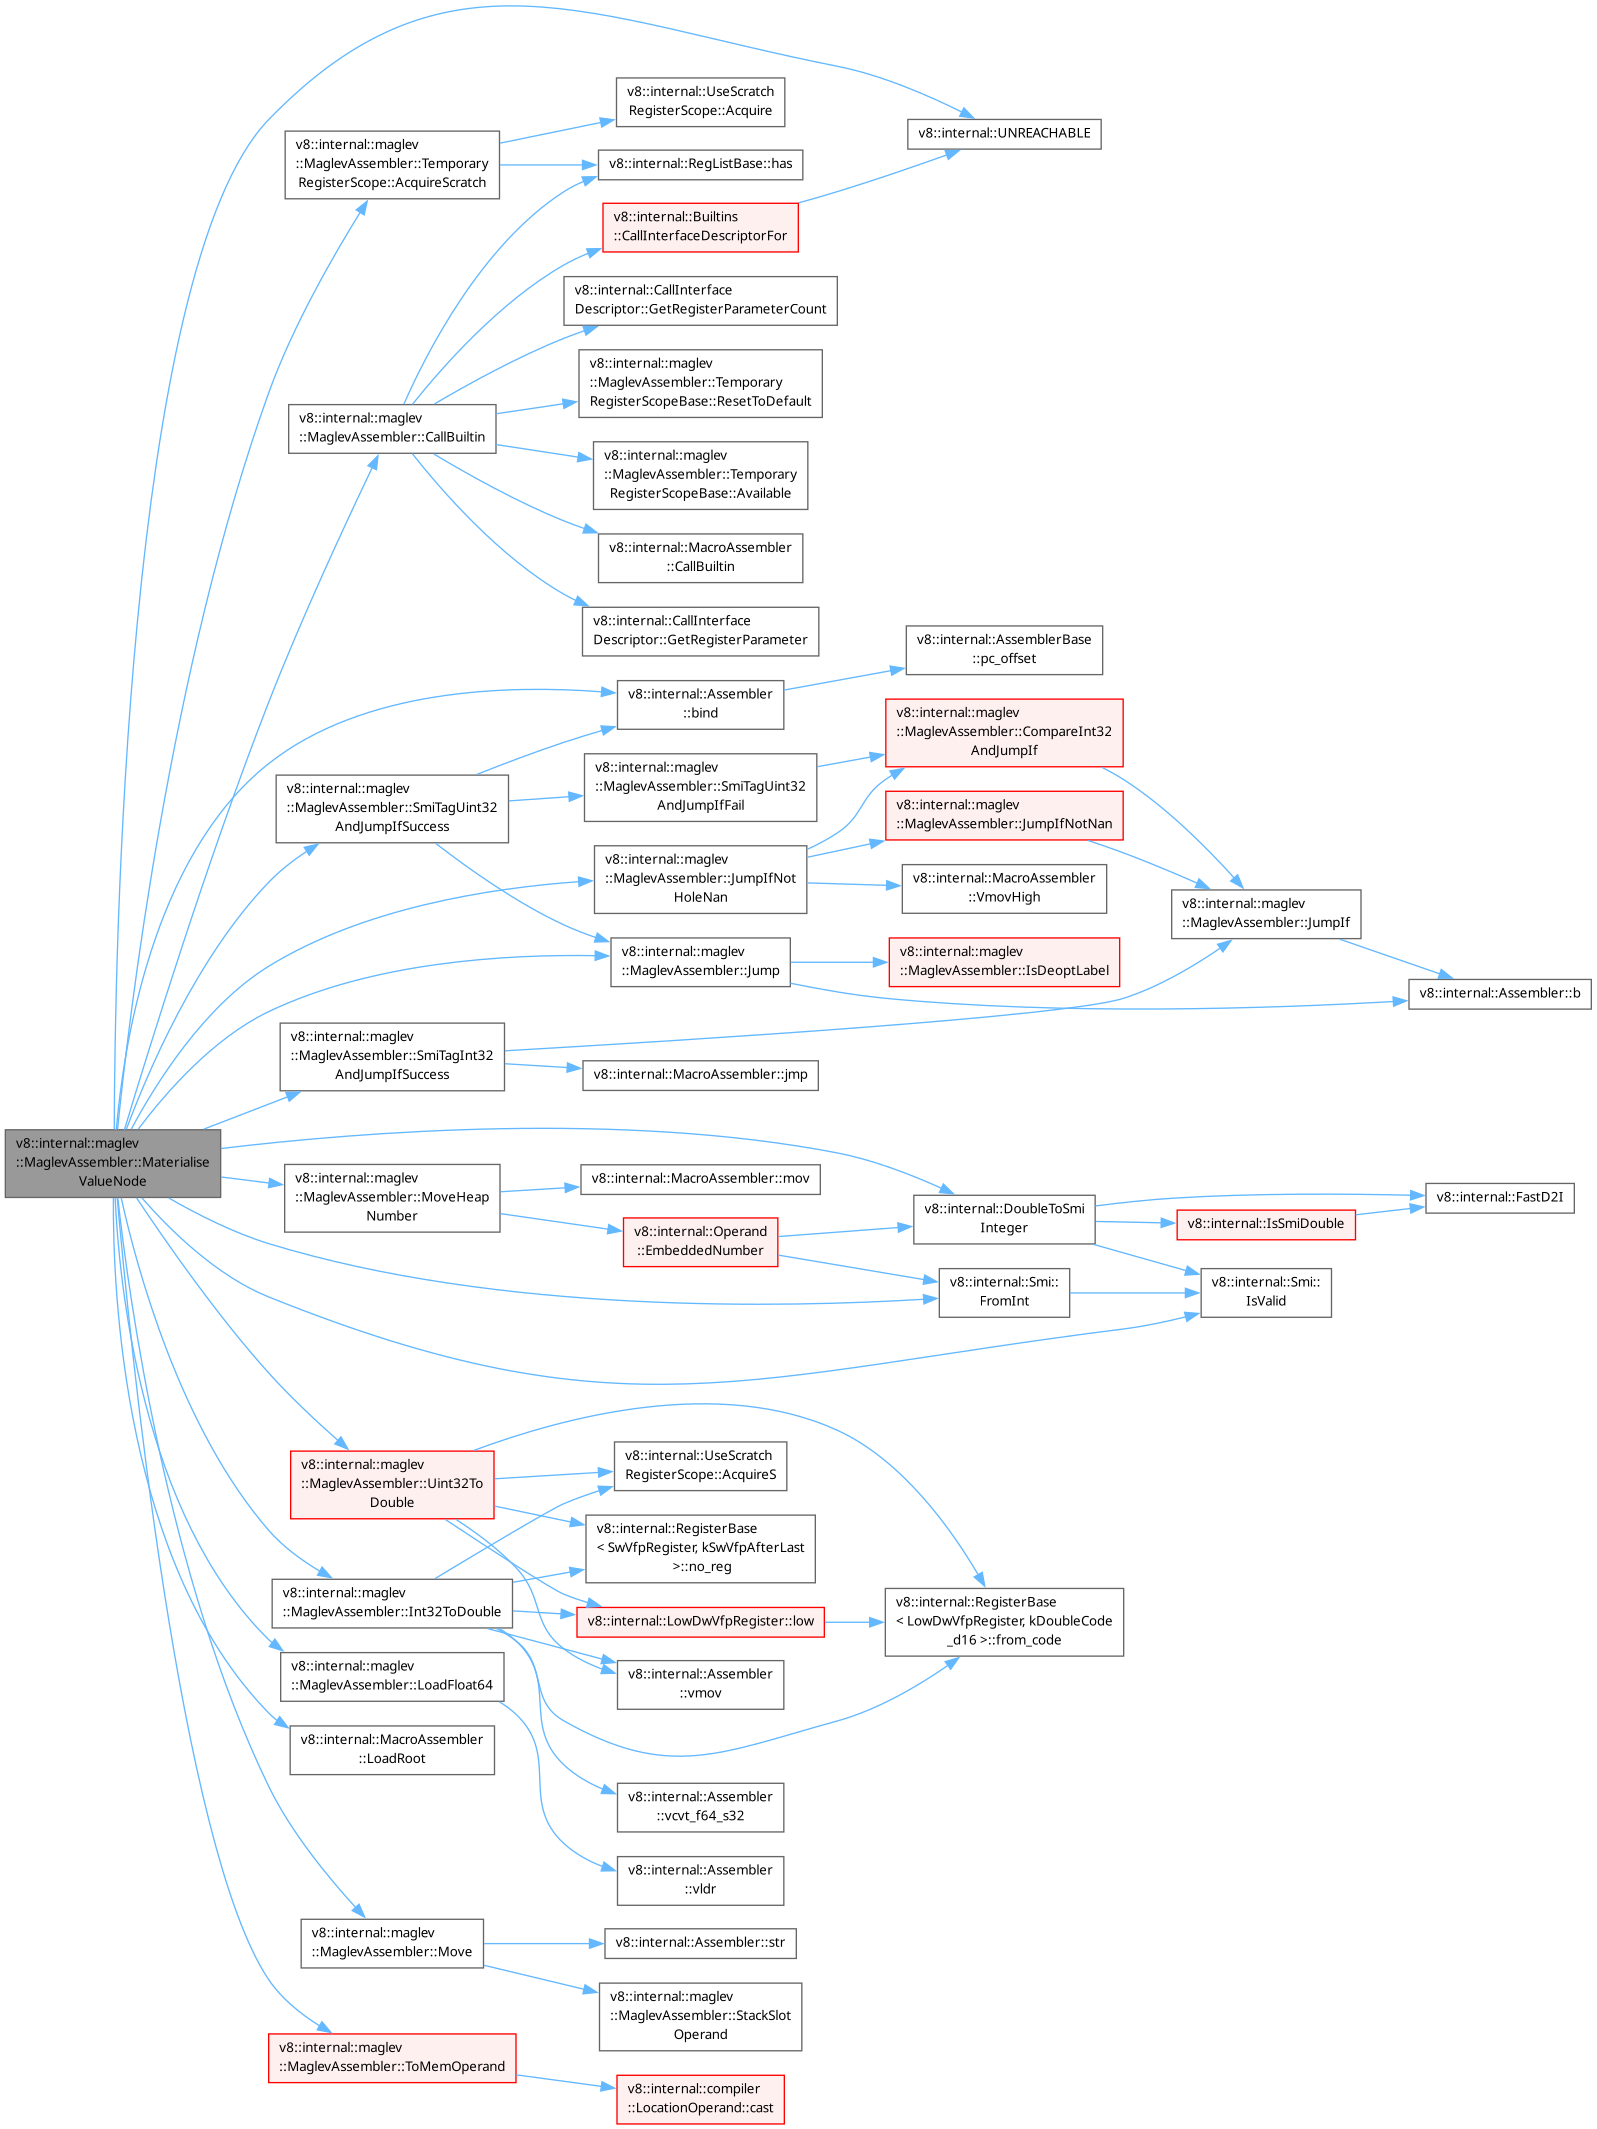 v8::internal::UseScratch
RegisterScope::Acquire
v8::internal::UNREACHABLE
v8::internal::maglev
::MaglevAssembler::Temporary
RegisterScope::AcquireScratch
v8::internal::RegListBase::has
v8::internal::Builtins
::CallInterfaceDescriptorFor
v8::internal::CallInterface
Descriptor::GetRegisterParameterCount
v8::internal::maglev
::MaglevAssembler::Temporary
RegisterScopeBase::ResetToDefault
v8::internal::maglev
::MaglevAssembler::CallBuiltin
v8::internal::maglev
::MaglevAssembler::Temporary
RegisterScopeBase::Available
v8::internal::MacroAssembler
::CallBuiltin
v8::internal::CallInterface
Descriptor::GetRegisterParameter
v8::internal::AssemblerBase
::pc_offset
v8::internal::Assembler
::bind
v8::internal::maglev
::MaglevAssembler::CompareInt32
AndJumpIf
v8::internal::maglev
::MaglevAssembler::SmiTagUint32
AndJumpIfSuccess
v8::internal::maglev
::MaglevAssembler::SmiTagUint32
AndJumpIfFail
v8::internal::maglev
::MaglevAssembler::JumpIfNotNan
v8::internal::maglev
::MaglevAssembler::JumpIfNot
HoleNan
v8::internal::MacroAssembler
::VmovHigh
v8::internal::maglev
::MaglevAssembler::JumpIf
v8::internal::maglev
::MaglevAssembler::Jump
v8::internal::maglev
::MaglevAssembler::IsDeoptLabel
v8::internal::Assembler::b
v8::internal::maglev
::MaglevAssembler::SmiTagInt32
AndJumpIfSuccess
v8::internal::MacroAssembler::jmp
v8::internal::maglev
::MaglevAssembler::Materialise
ValueNode
v8::internal::maglev
::MaglevAssembler::MoveHeap
Number
v8::internal::MacroAssembler::mov
v8::internal::Operand
::EmbeddedNumber
v8::internal::DoubleToSmi
Integer
v8::internal::IsSmiDouble
v8::internal::FastD2I
v8::internal::Smi::
FromInt
v8::internal::Smi::
IsValid
v8::internal::maglev
::MaglevAssembler::Uint32To
Double
v8::internal::UseScratch
RegisterScope::AcquireS
v8::internal::RegisterBase
< SwVfpRegister, kSwVfpAfterLast
>::no_reg
v8::internal::maglev
::MaglevAssembler::Int32ToDouble
v8::internal::LowDwVfpRegister::low
v8::internal::RegisterBase
< LowDwVfpRegister, kDoubleCode
_d16 >::from_code
v8::internal::maglev
::MaglevAssembler::LoadFloat64
v8::internal::Assembler
::vmov
v8::internal::MacroAssembler
::LoadRoot
v8::internal::Assembler
::vcvt_f64_s32
v8::internal::Assembler
::vldr
v8::internal::maglev
::MaglevAssembler::Move
v8::internal::Assembler::str
v8::internal::maglev
::MaglevAssembler::StackSlot
Operand
v8::internal::maglev
::MaglevAssembler::ToMemOperand
v8::internal::compiler
::LocationOperand::cast